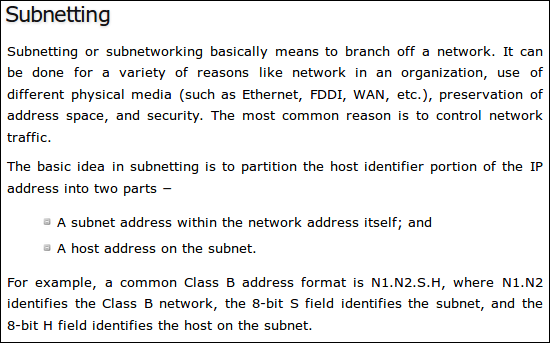 Subnetting
Subnetting or subnetworking basically means to branch off a network. It can
be done for a variety of reasons like network in an organization, use of
different physical media (such as Ethernet, FDDI, WAN, etc.), preservation of
address space, and security. The most common reason is to control network
traffic.
The basic idea in subnetting is to partition the host identifier portion of the IP
address into two parts −
A subnet address within the network address itself; and
A host address on the subnet.
For example, a common Class B address format is N1.N2.S.H, where N1.N2
identifies the Class B network, the 8-bit S field identifies the subnet, and the
8-bit H field identifies the host on the subnet.